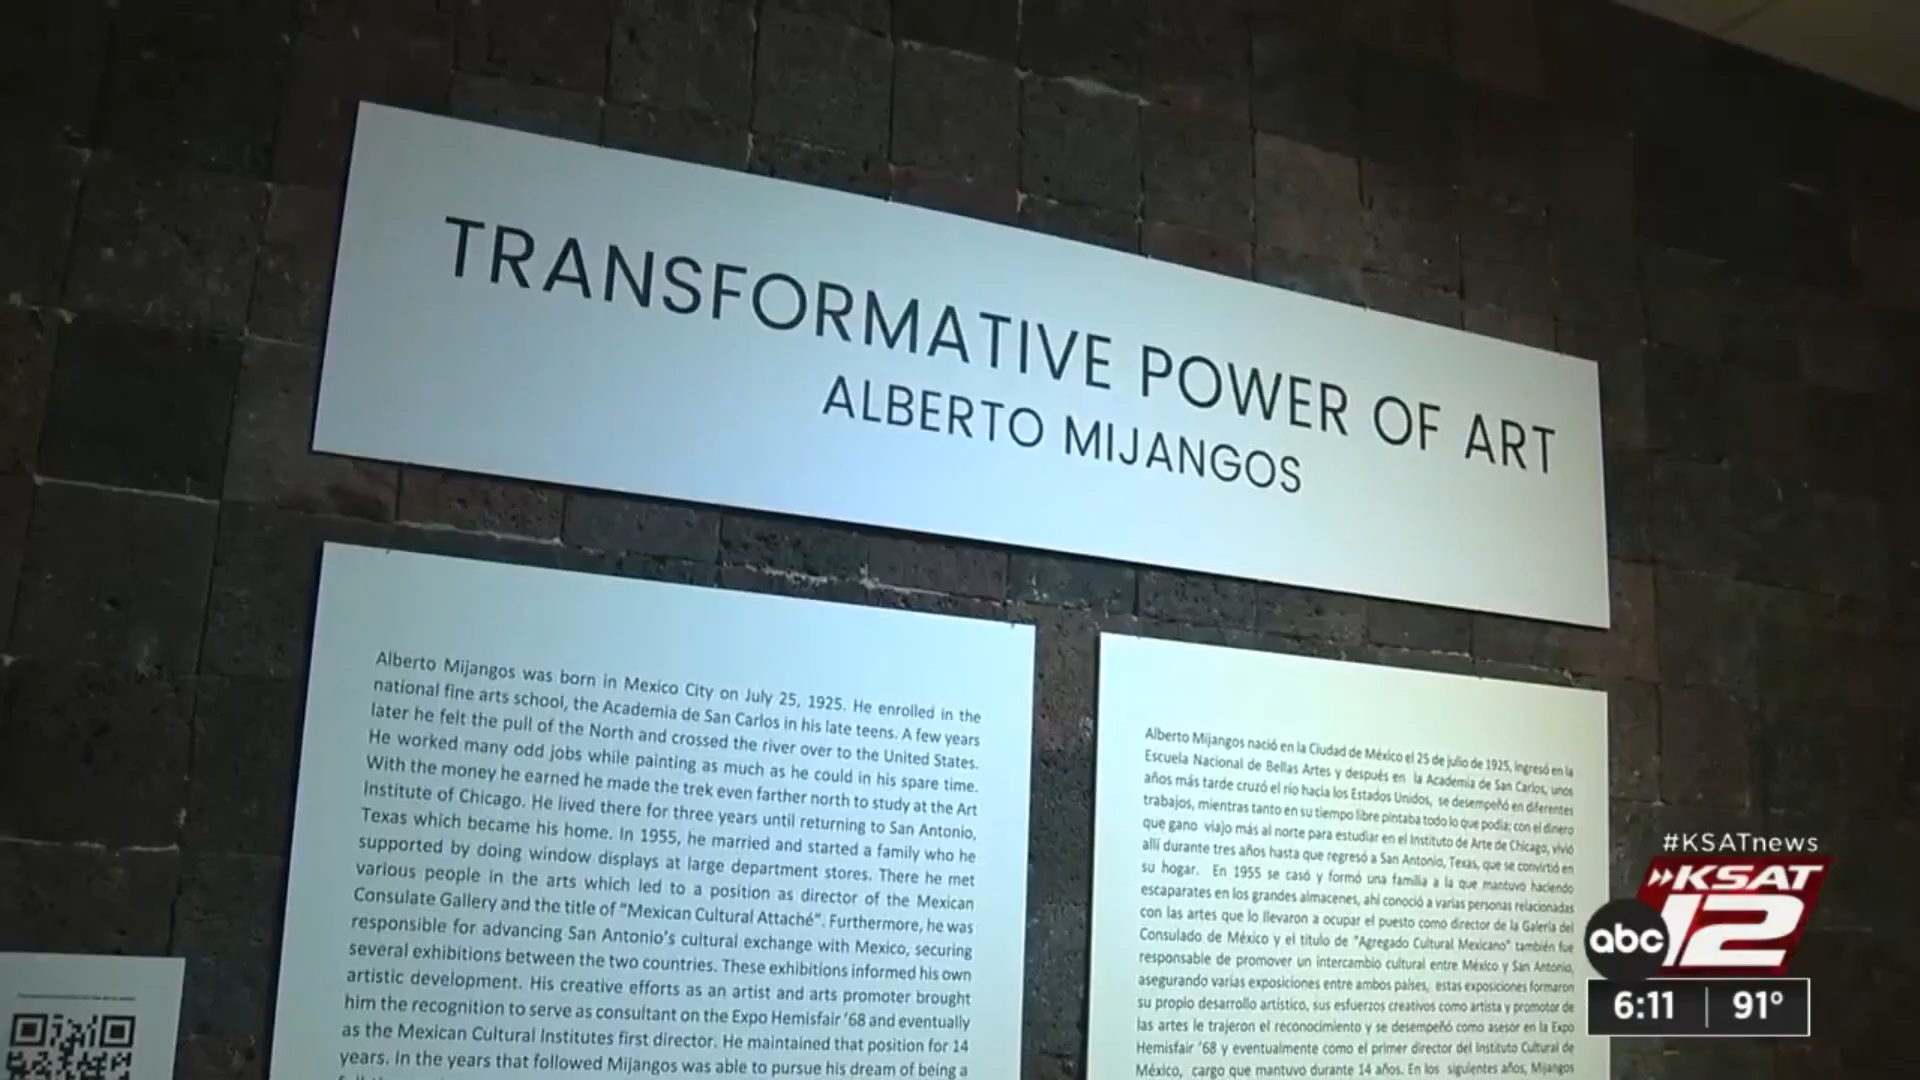 TRANSFORMATIVE POWER OF ART
ALBERTO MIJANGOS
Alberto Mijangos was born in Mexico City on July 25, 1925. He enrolled in the
national fine arts school, the Academia de San Carlos in his late teens. A few years
later he felt the pull of the North and crossed the river over to the United States.
He worked many odd jobs while painting as much as he could in his spare time.
With the money he earned he made the trek even farther north to study at the Art
Institute of Chicago. He lived there for three years until returning to San Antonio,
Texas which became his home. In 1955, he married and started a family who he
supported by doing window displays at large department stores. There he met
various people in the arts which led to a position as director of the Mexican
Consulate Gallery and the title of "Mexican Cultural Attaché". Furthermore, he was
responsible for advancing San Antonio's cultural exchange with Mexico, securing
several exhibitions between the two countries. These exhibitions informed his own
artistic development. His creative efforts as an artist and arts promoter brought
him the recognition to serve as consultant on the Expo Hemisfair '68 and eventually
as the Mexican Cultural Institutes first director. He maintained that position for 14
years. In the years that followed Mijangos was able to pursue his dream of being a
Alberto Mijangos nació en la Ciudad de México el 25 de julio de 1925, ingresó en la
Escuela Nacional de Bellas Artes y después en la Academia de San Carlos, unos
años más tarde cruzó el río hacia los Estados Unidos, se desempeñó en diferentes
trabajos, mientras tanto en su tiempo libre pintaba todo lo que podía; con el dinero
que gano viajo más al norte para estudiar en el Instituto de Arte de Chicago, vivió
allí durante tres años hasta que regresó a San Antonio, Texas, que se convirtió en
su hogar. En 1955 se casó y formó una familia a la que mantuvo haciendo
escaparates en los grandes almacenes, ahí conoció a varias personas relacionadas
con las artes que lo llevaron a ocupar el puesto como director de la Galería del
Consulado de México y el título de "Agregado Cultural Mexicano" también fue
responsable de promover un intercambio cultural entre México y San Antonio,
asegurando varias exposiciones entre ambos países, estas exposiciones formaron
su propio desarrollo artístico, sus esfuerzos creativos como artista y promotor de
las artes le trajeron el reconocimiento y se desempeñó como asesor en la Expo
Hemisfair '68 y eventualmente como el primer director del Instituto Cultural de
México, cargo que mantuvo durante 14 años. En los siguientes años, Mijangos
#KSATnews
KSAT
abc 12
6:11 91°